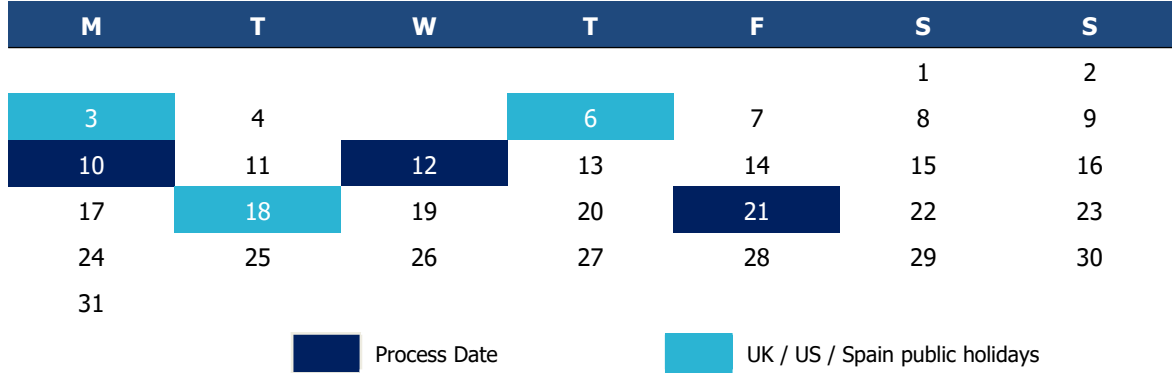 M T W T F S S
1 2
3 4 6 7 8 9
10 11 12 13 14 15 16
17 18 19 20 21 22 23
24 25 26 27 28 29 30
31
Process Date UK / US / Spain public holidays